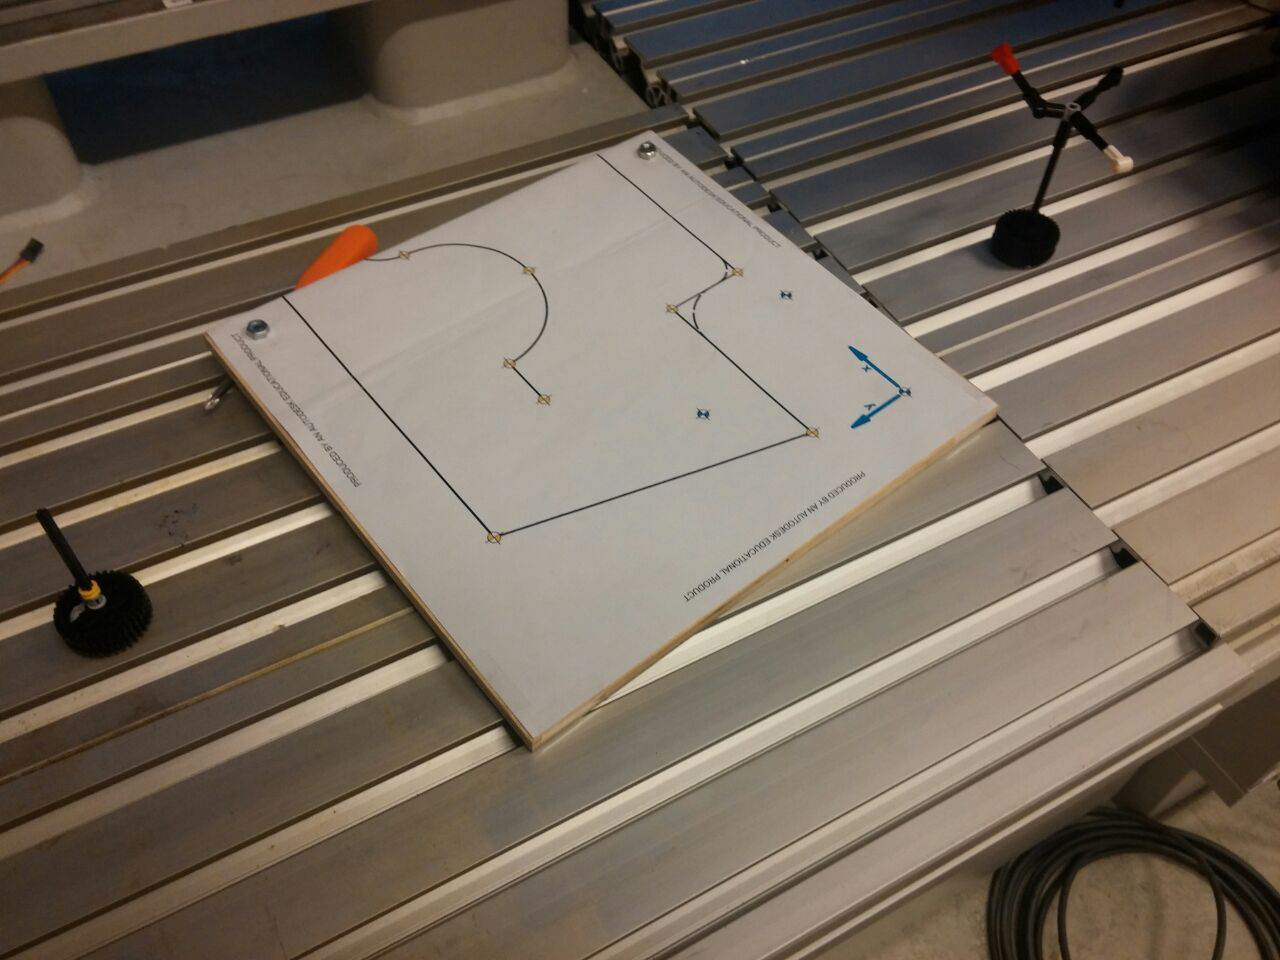 PRODUCED BY AN AUTODESK EDUCATIONAL PRODUCT
PRODUCED BY AN AUTODESK EDUCATIONAL PRODUCT
X
Y
PRODUCED BY AN AUTODESK EDUCATIONAL PRODUCT